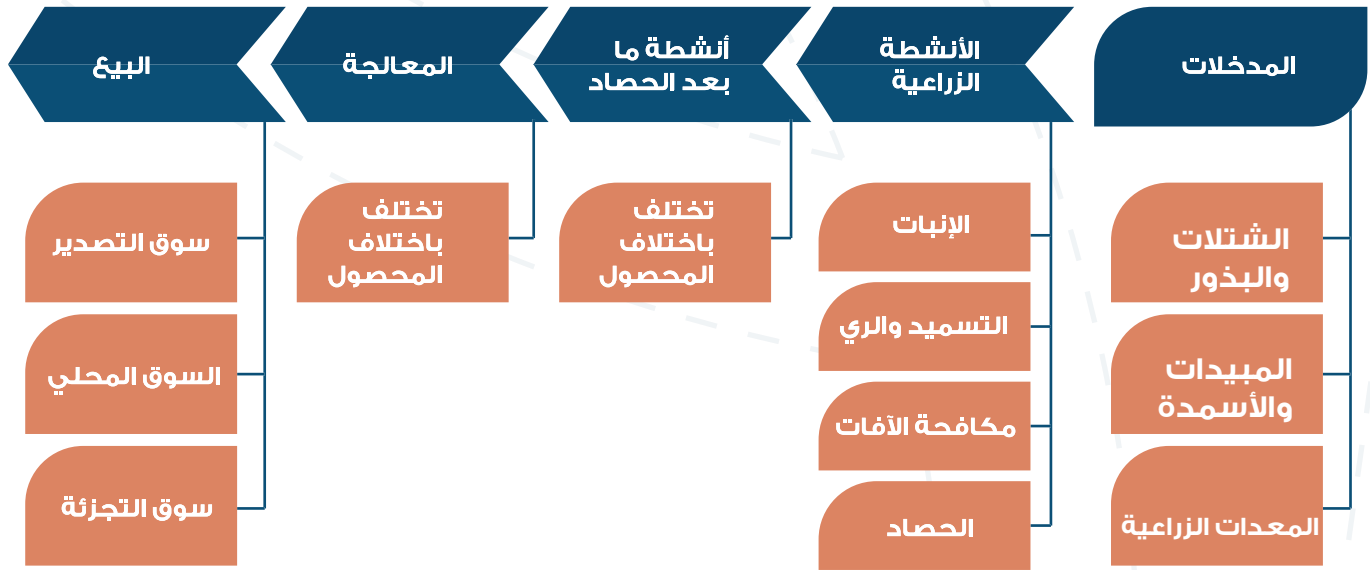 المدخلات
الأنشطة
الزراعية
أنشطة ما
بعد الحصاد
المعالجة
البيع
الشتلات
والبذور
المبيدات
والأسمدة
المعدات الزراعية
الإنبات
التسميد والري
مكافحة الآفات
الحصاد
تختلف
باختلاف
المحصول
تختلف
باختلاف
المحصول
سوق التصدير
السوق المحلي
سوق التجزئة